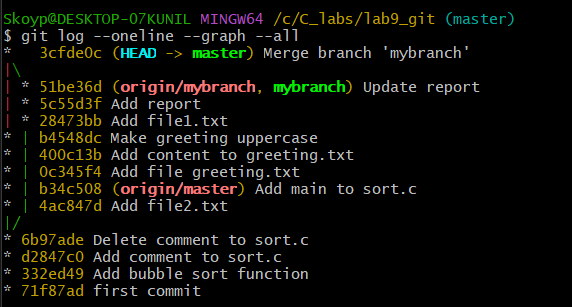 Skoyp@DESKTOP-O7KUNIL MINGW64 /c/C_labs/lab9_git (master)
$ git log --oneline --graph --all
*   3cfde0c (HEAD -> master) Merge branch 'mybranch'
|\
| * 51be36d (origin/mybranch, mybranch) Update report
| * 5c55d3f Add report
| * 28473bb Add file1.txt
* | b4548dc Make greeting uppercase
* | 400c13b Add content to greeting.txt
* | 0c345f4 Add file greeting.txt
* | b34c508 (origin/master) Add main to sort.c
* | 4ac847d Add file2.txt
|/
* 6b97ade Delete comment to sort.c
* d2847c0 Add comment to sort.c
* 332ed49 Add bubble sort function
* 71f87ad first commit